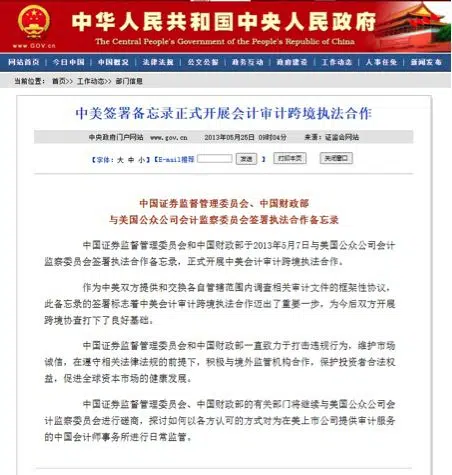 中华人民共和国中央人民政府
www.GOV.cn
The Central People's Government of the People's Republic of China
网站首页 | 今日中国 | 中国概况 | 法律法规 | 公文公报 | 政务互动 | 政府建设 | 工作动态 | 人事任免 | 新闻发布
当前位置: 首页>> 工作动态>> 部门信息
中美签署备忘录正式开展会计审计跨境执法合作
中央政府门户网站 www.gov.cn 2013年05月25日 09时04分 来源: 证监会网站
【字体: 大 中 小】 【E-mail推荐 发送 】 打印本页 关闭窗口
中国证券监督管理委员会、中国财政部
与美国公众公司会计监察委员会签署执法合作备忘录
中国证券监督管理委员会和中国财政部于2013年5月7日与美国公众公司会计
监察委员会签署执法合作备忘录,正式开展中美会计审计跨境执法合作。
作为中美双方提供和交换各自管辖范围内调查相关审计文件的框架性协议,
此备忘录的签署标志着中美会计审计跨境执法合作迈出了重要一步,为今后双方开展
跨境协查打下了良好基础。
中国证券监督管理委员会和中国财政部一直致力于打击违规行为,维护市场
诚信,在遵守相关法律法规的前提下,积极与境外监管机构合作,保护投资者合法权
益,促进全球资本市场的健康发展。
中国证券监督管理委员会、中国财政部的有关部门将继续与美国公众公司会
计监察委员会进行磋商,探讨如何以各方认可的方式对为在美上市公司提供审计服务
的中国会计师事务所进行日常监管。